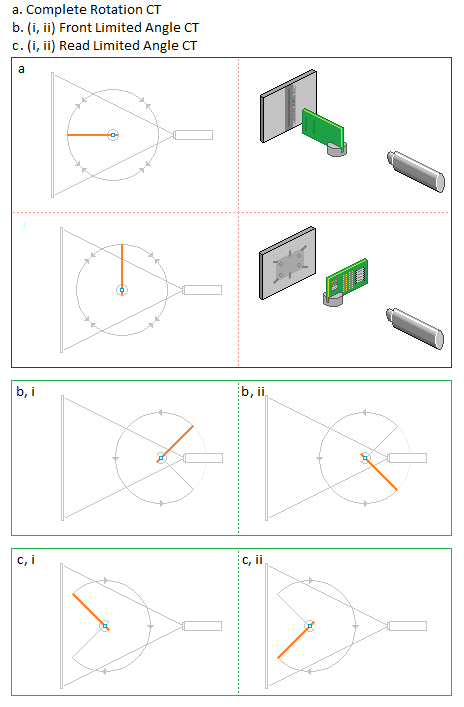 a. Complete Rotation CT
b. (i, ii) Front Limited Angle CT
c. (i, ii) Read Limited Angle CT
a
b, i
b, ii
c, i
c, ii